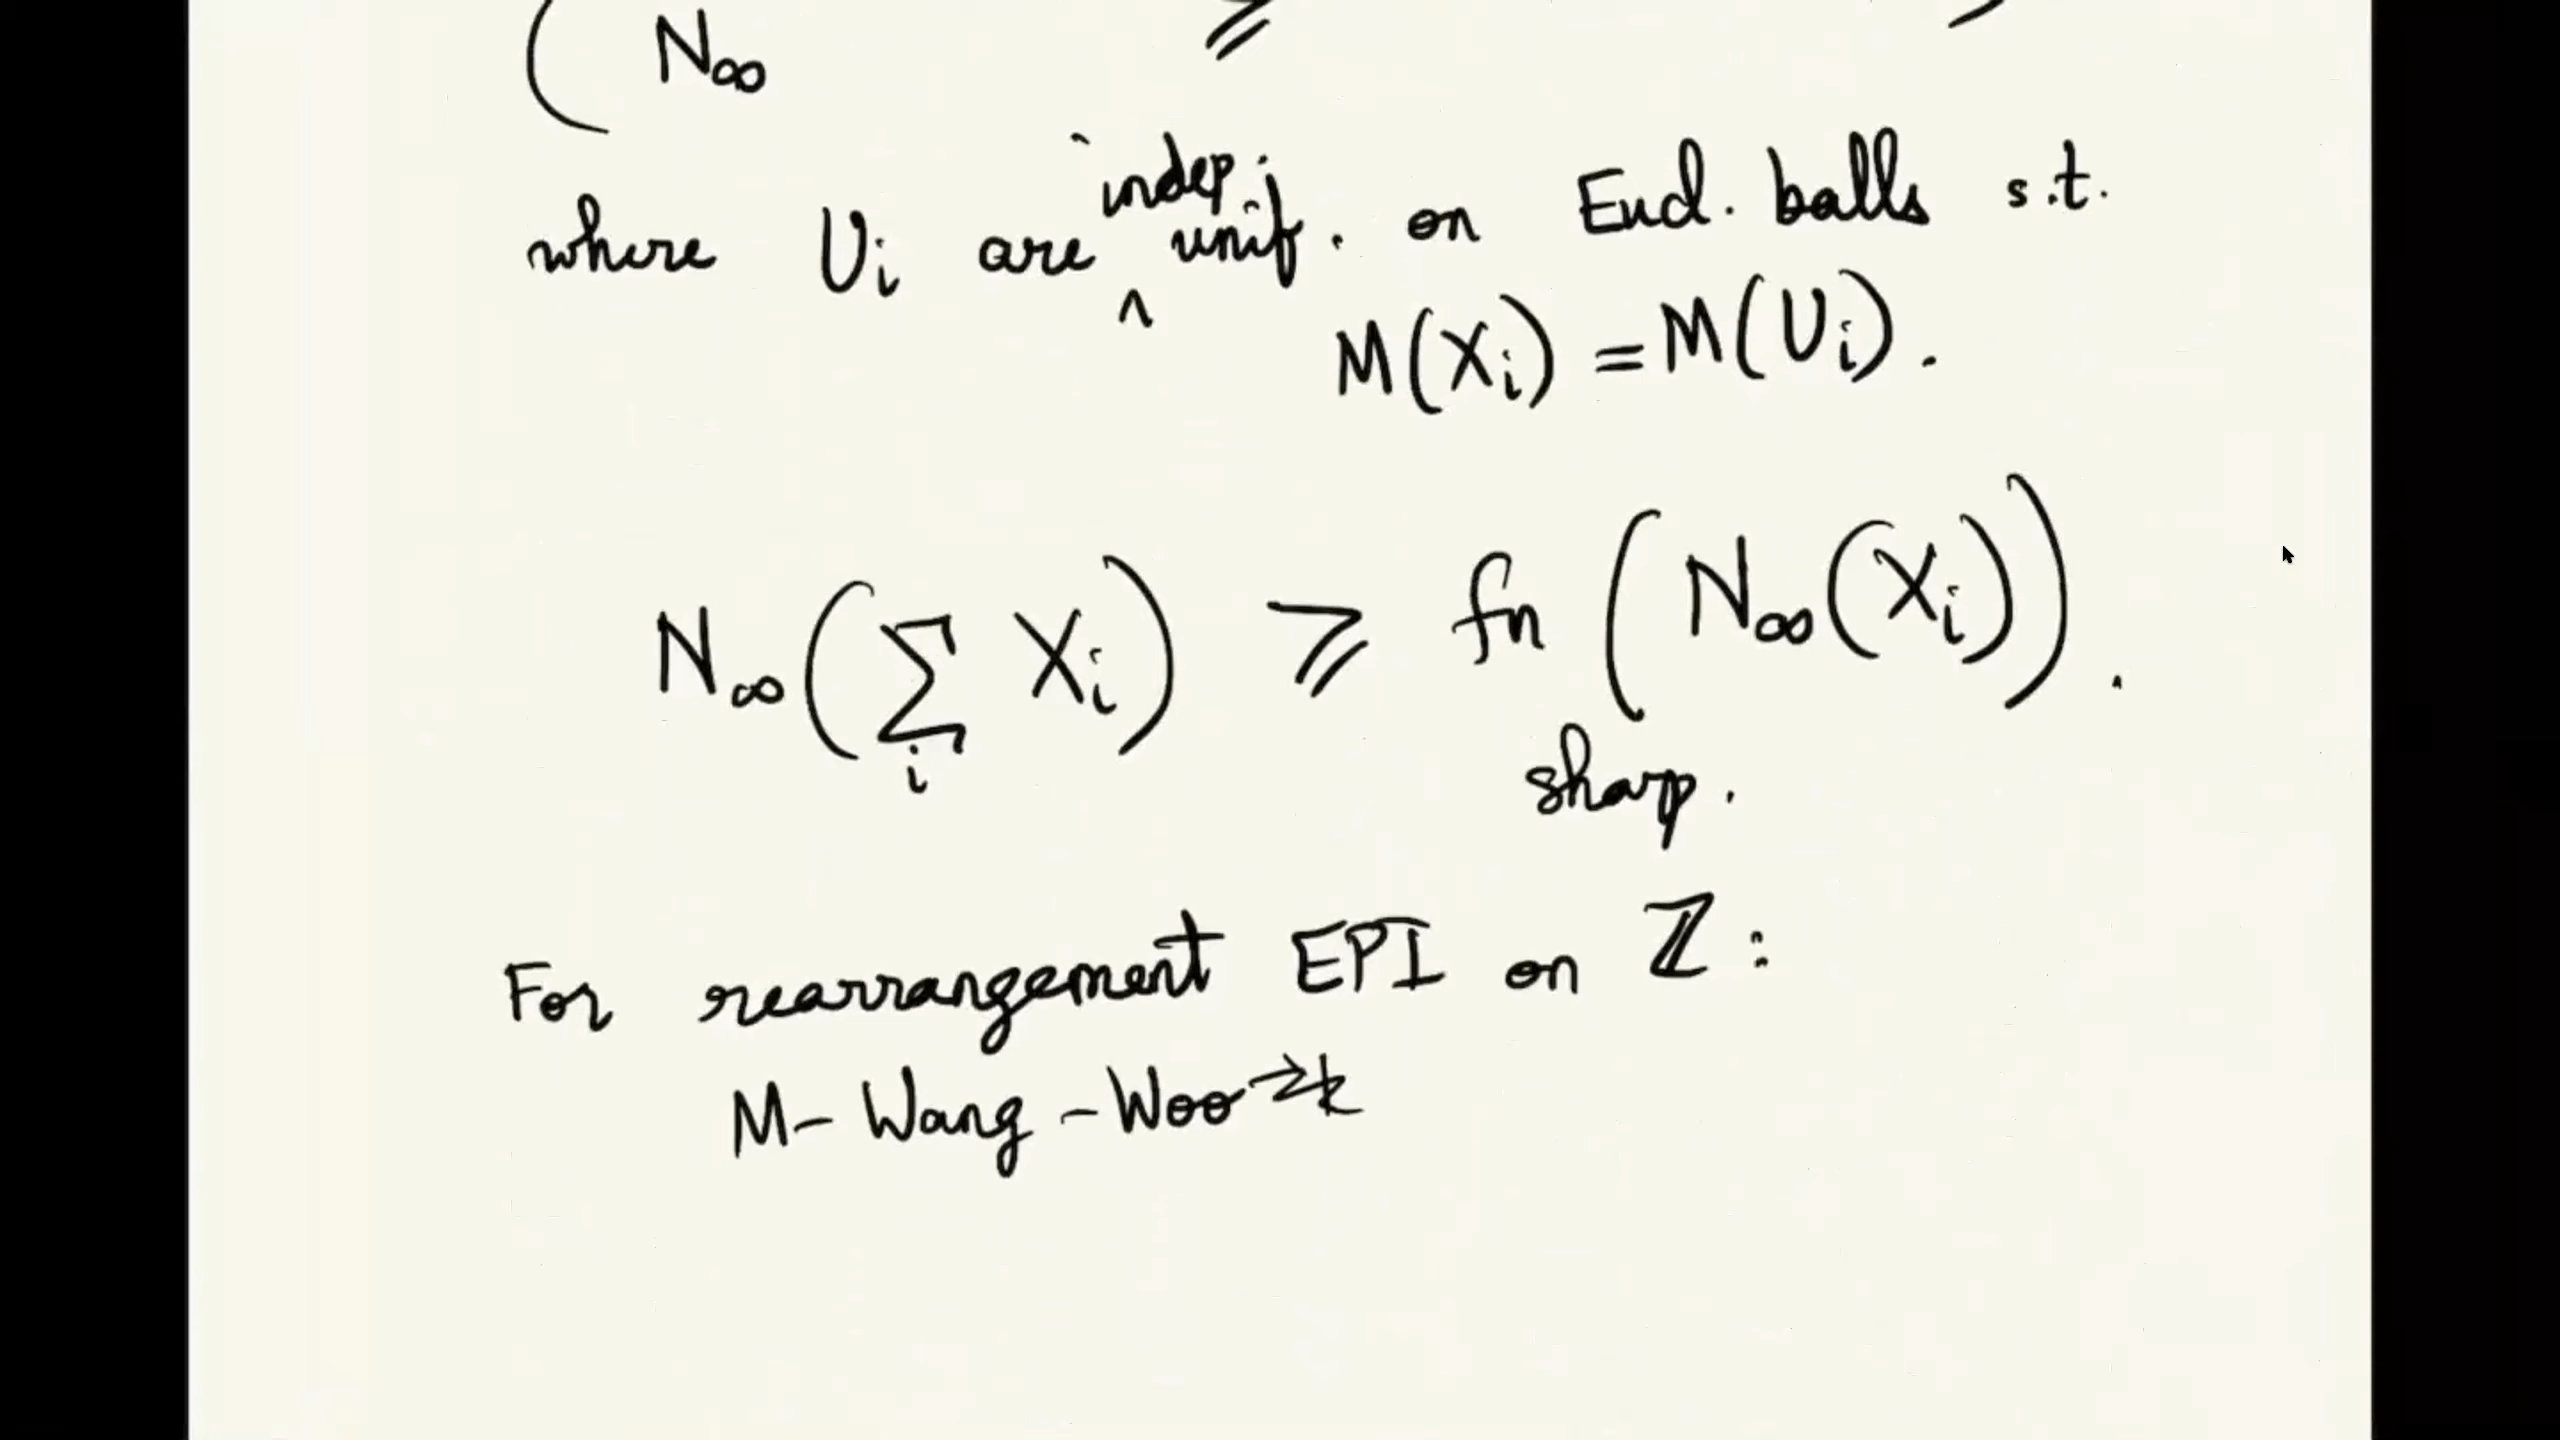 ( N∞ ≥
where Ui are ^ indep. unif. on Eucl. balls s.t.
M(Xi) = M(Ui).
N∞(∑i Xi) ≥ fn(N∞(Xi)).
sharp.
For rearrangement EPI on ℤ:
M- Wang -Woo